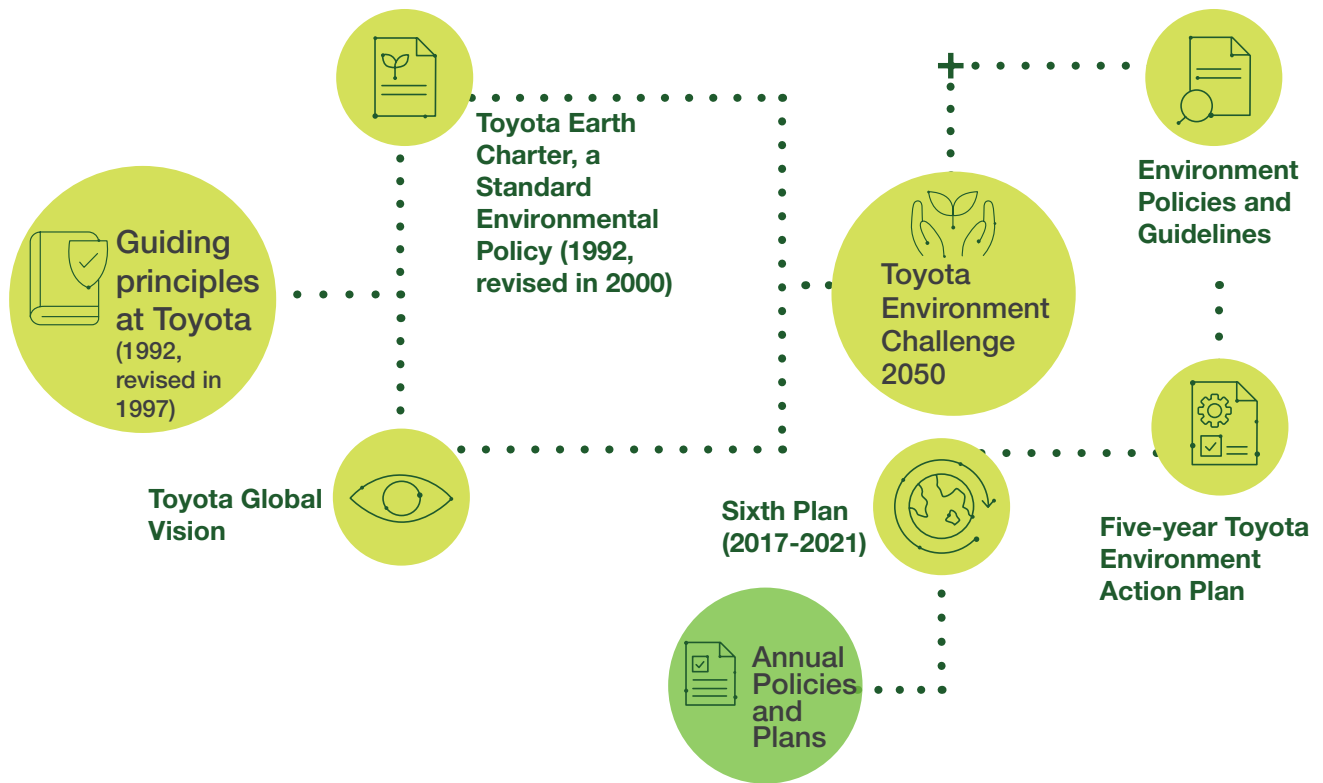 Guiding
principles
at Toyota
(1992,
revised in
1997)
Toyota Earth
Charter, a
Standard
Environmental
Policy (1992,
revised in 2000)
Toyota Global
Vision
Toyota
Environment
Challenge
2050
Environment
Policies and
Guidelines
Five-year Toyota
Environment
Action Plan
Sixth Plan
(2017-2021)
Annual
Policies
and
Plans